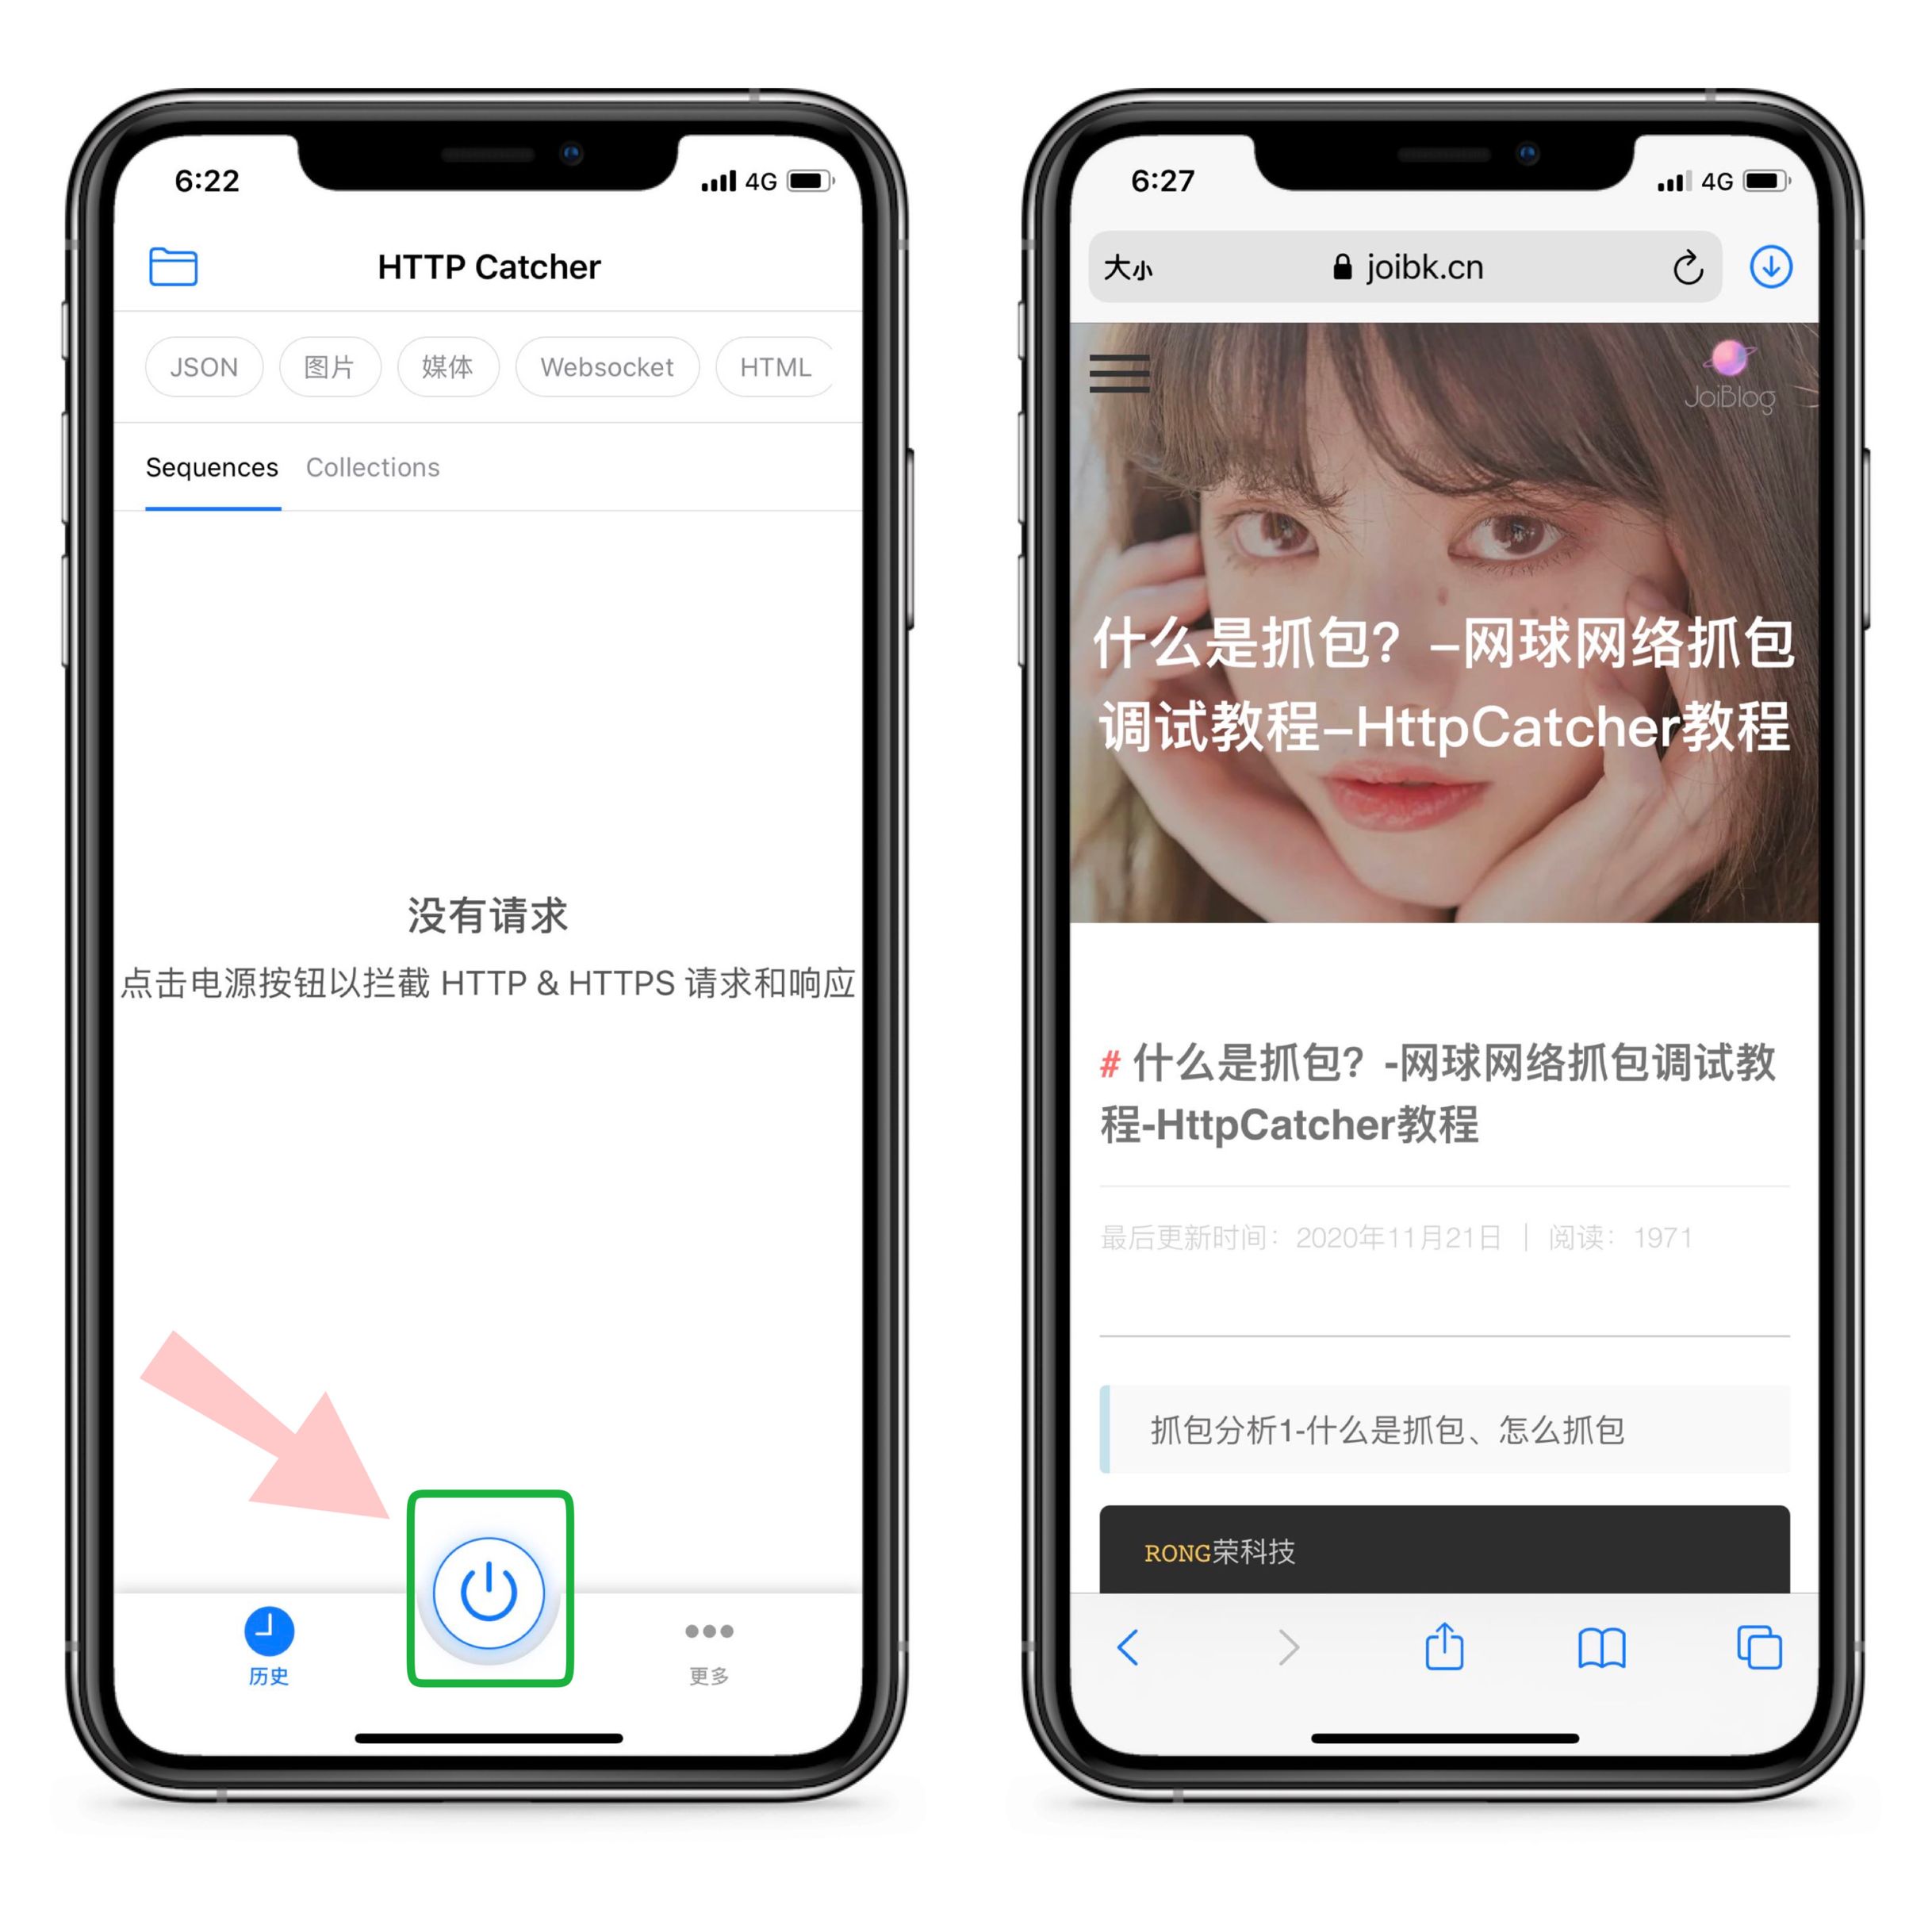 6:22
4G
HTTP Catcher
JSON
图片
媒体
Websocket
HTML
Sequences
Collections
没有请求
点击电源按钮以拦截 HTTP & HTTPS 请求和响应
历史
更多
6:27
4G
大小
joibk.cn
JoiBlog
什么是抓包？–网球网络抓包
调试教程–HttpCatcher教程
# 什么是抓包？-网球网络抓包调试教
程-HttpCatcher教程
最后更新时间：2020年11月21日 | 阅读：1971
抓包分析1-什么是抓包、怎么抓包
RONG荣科技